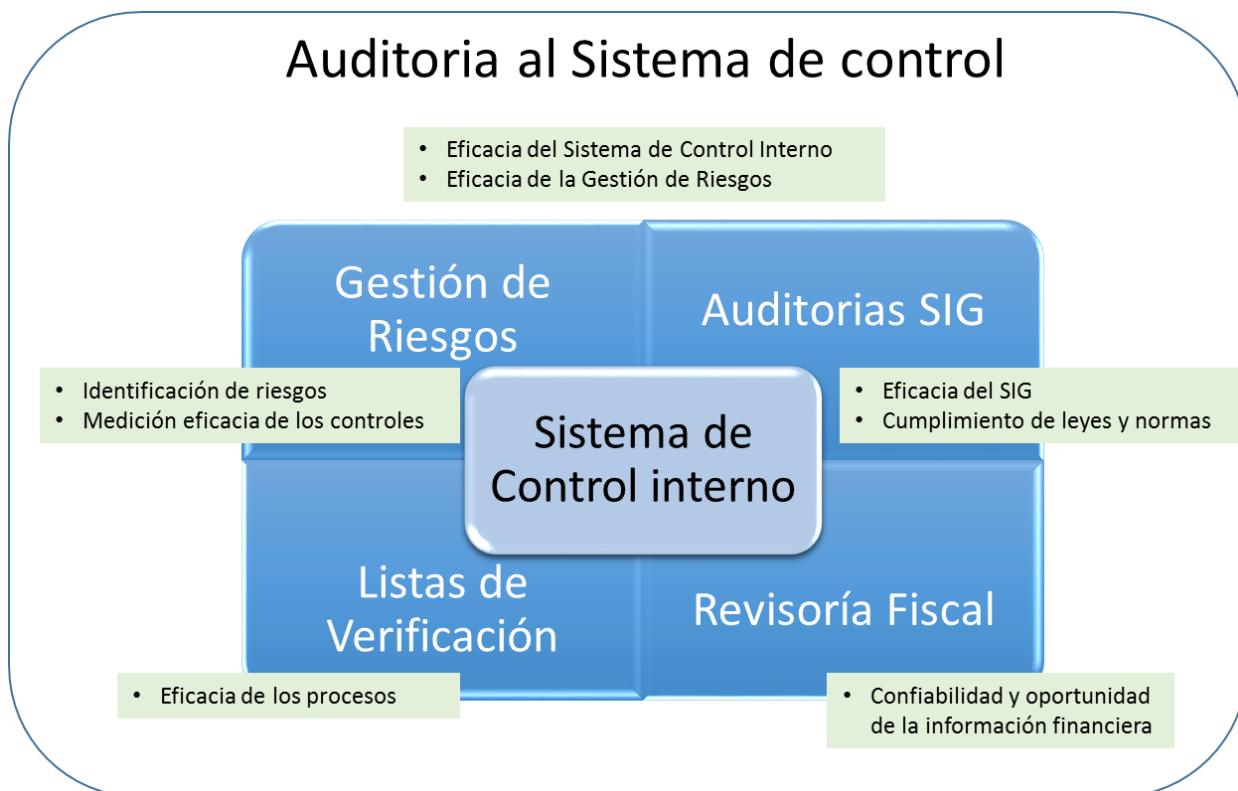 Auditoria al Sistema de control
• Eficacia del Sistema de Control Interno
• Eficacia de la Gestión de Riesgos
Gestión de
Riesgos
Auditorias SIG
• Identificación de riesgos
• Medición eficacia de los controles
• Eficacia del SIG
• Cumplimiento de leyes y normas
Sistema de
Control interno
Listas de
Verificación
Revisoría Fiscal
• Eficacia de los procesos
• Confiabilidad y oportunidad
de la información financiera